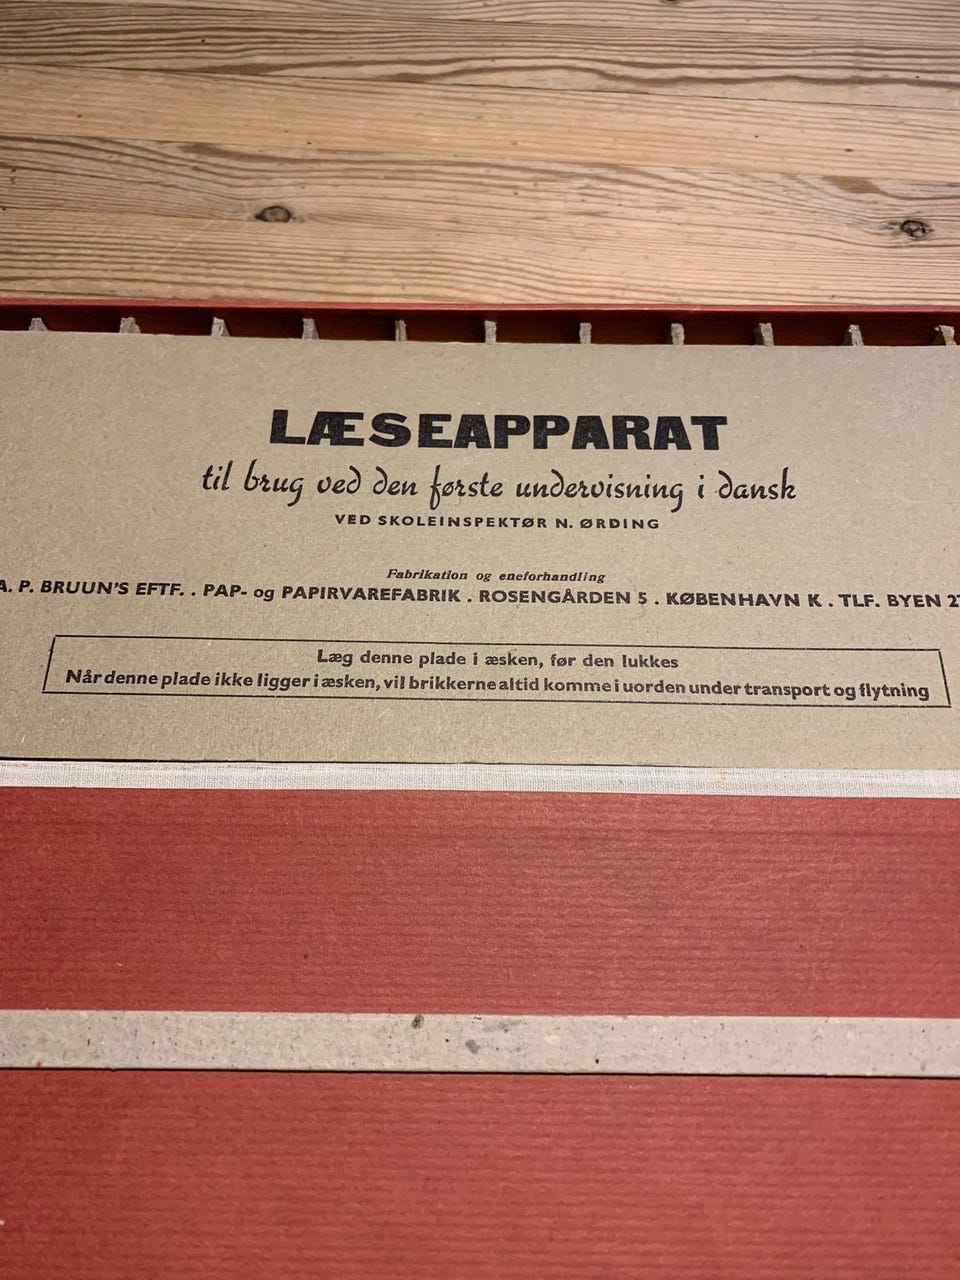 LÆSEAPPARAT
til brug ved den første undervisning i dansk
VED SKOLEINSPEKTØR N. ØRDING
Fabrikation og eneforhandling
A. P. BRUUN'S EFTF. . PAP- og PAPIRVAREFABRIK . ROSENGÅRDEN 5 . KØBENHAVN K . TLF. BYEN
Læg denne plade i æsken, før den lukkes
Når denne plade ikke ligger i æsken, vil brikkerne altid komme i uorden under transport og flytning